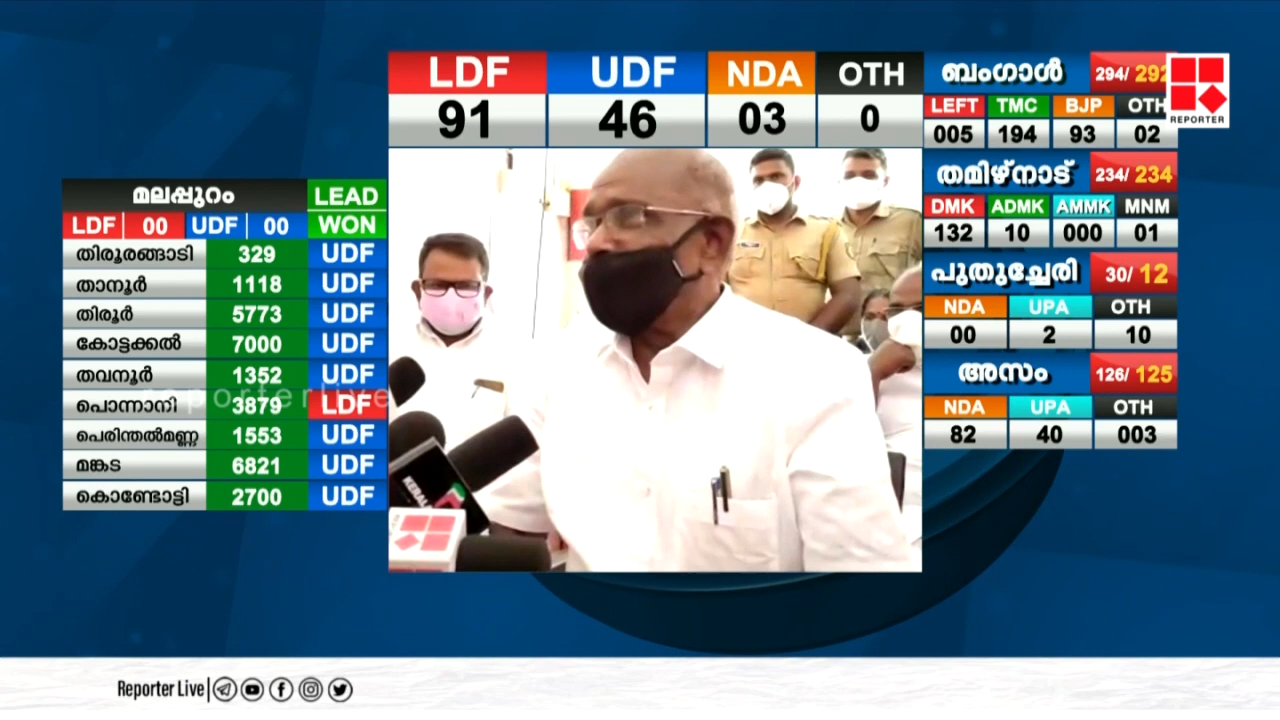 LDF UDF NDA OTH
91 46 03 0
മലപ്പുറം LEAD
LDF 00 UDF 00 WON
തിരൂരങ്ങാടി 329 UDF
താനൂർ 1118 UDF
തിരൂർ 5773 UDF
കോട്ടക്കൽ 7000 UDF
തവനൂർ 1352 UDF
പൊന്നാനി 3879 LDF
പെരിന്തൽമണ്ണ 1553 UDF
മങ്കട 6821 UDF
കൊണ്ടോട്ടി 2700 UDF
reporterlive
KERALA
ബംഗാൾ 294/ 292
LEFT TMC BJP OTH
005 194 93 02
തമിഴ്നാട് 234/ 234
DMK ADMK AMMK MNM
132 10 000 01
പുതുച്ചേരി 30/ 12
NDA UPA OTH
00 2 10
അസം 126/ 125
NDA UPA OTH
82 40 003
REPORTER
Reporter Live